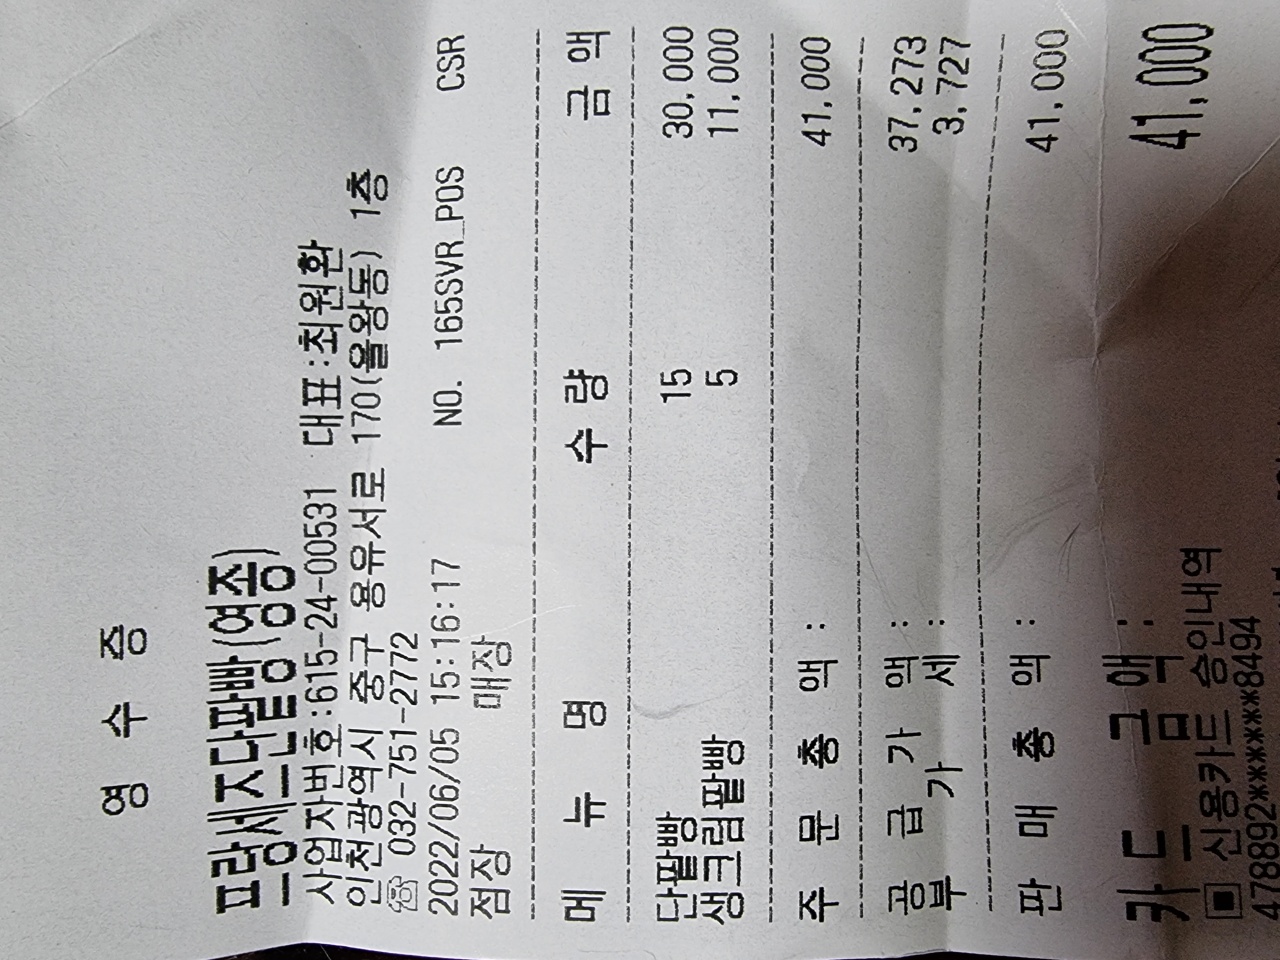 영 수 증
프랑세즈단팥빵(영종)
사업자번호:615-24-00531 대표:최원환
인천광역시 중구 용유서로 170(을왕동) 1층
☏ 032-751-2772
2022/06/05 15:16:17 NO. 165SVR_POS CSR
점장 매장
메 뉴 명 수 량 금 액
단팥빵 15 30,000
생크림팥빵 5 11,000
주 문 총 액 : 41,000
공 급 가 액 : 37,273
부 가 세 : 3,727
판 매 총 액 : 41,000
카 드 금 액 : 41,000
▣ 신용카드 승인내역
478892******8494